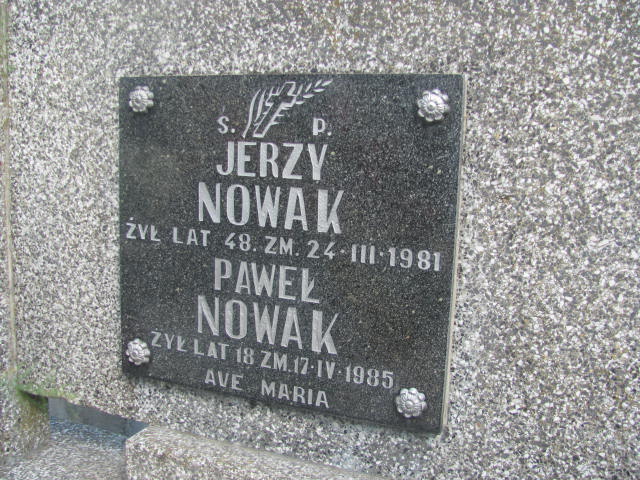 Ś. P.
JERZY
NOWAK
ŻYŁ LAT 48. ZM. 24·III·1981
PAWEŁ
NOWAK
ŻYŁ LAT 18 ZM.17·IV·1985
AVE MARIA